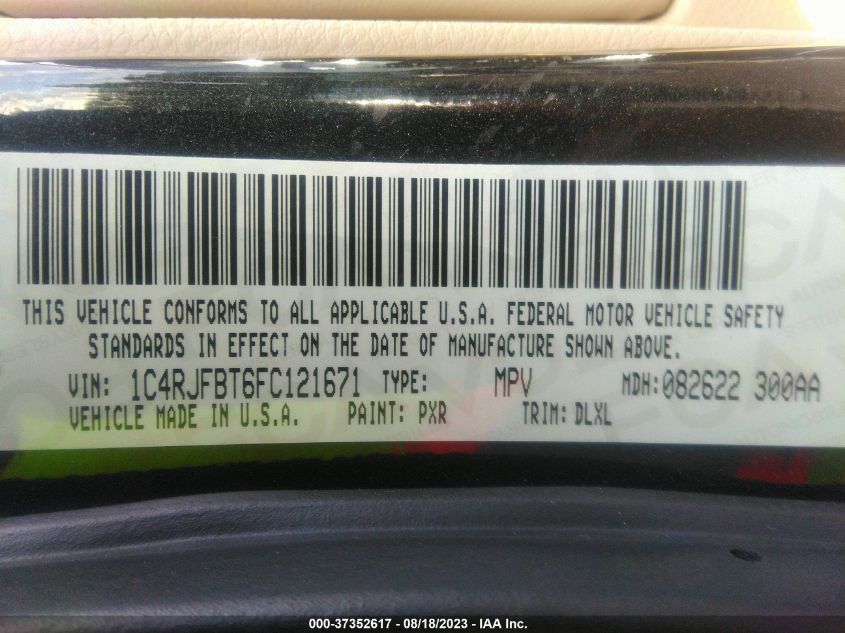 THIS VEHICLE CONFORMS TO ALL APPLICABLE U.S.A. FEDERAL MOTOR VEHICLE SAFETY
STANDARDS IN EFFECT ON THE DATE OF MANUFACTURE SHOWN ABOVE.
VIN: 1C4RJFBT6FC121671 TYPE: MPV MDH:082622 300AA
VEHICLE MADE IN U.S.A. PAINT: PXR TRIM: DLXL
000-37352617 - 08/18/2023 - IAA Inc.